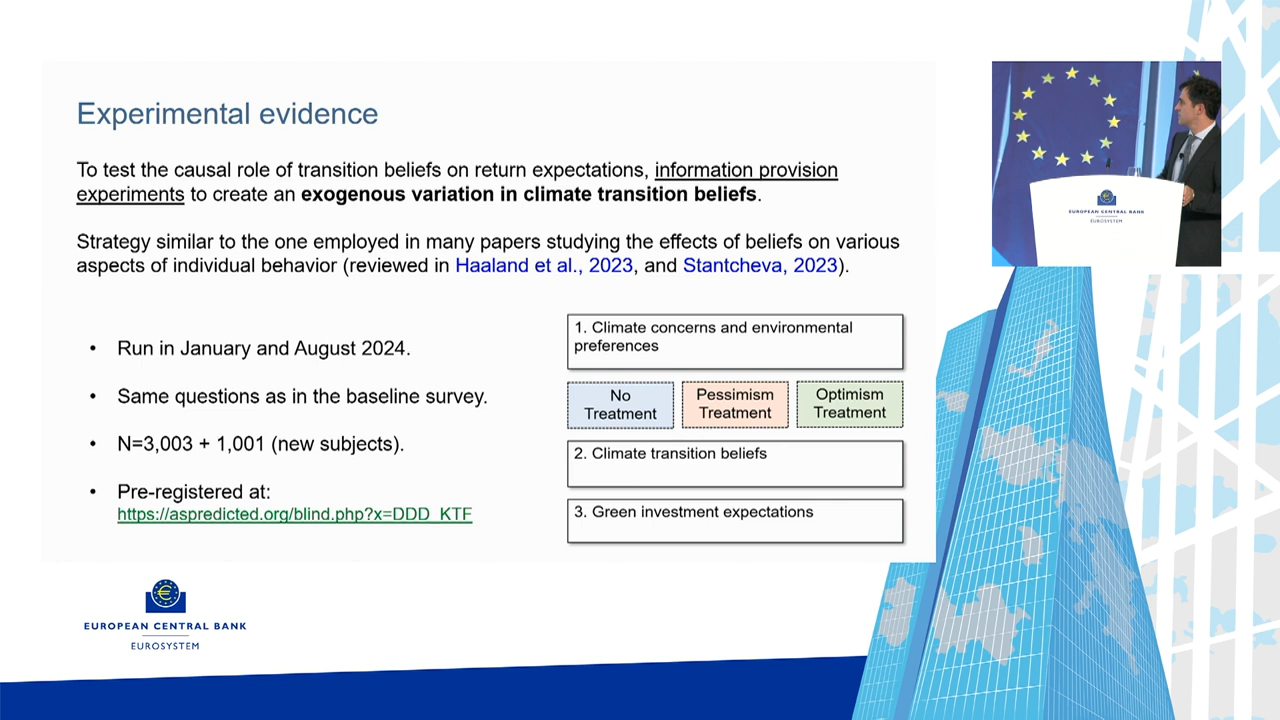 Experimental evidence
To test the causal role of transition beliefs on return expectations, information provision
experiments to create an exogenous variation in climate transition beliefs.
Strategy similar to the one employed in many papers studying the effects of beliefs on various
aspects of individual behavior (reviewed in Haaland et al., 2023, and Stantcheva, 2023).
• Run in January and August 2024.
• Same questions as in the baseline survey.
• N=3,003 + 1,001 (new subjects).
• Pre-registered at:
https://aspredicted.org/blind.php?x=DDD_KTF
1. Climate concerns and environmental
preferences
No
Treatment
Pessimism
Treatment
Optimism
Treatment
2. Climate transition beliefs
3. Green investment expectations
EUROPEAN CENTRAL BANK
EUROSYSTEM
EUROPEAN CENTRAL BANK
EUROSYSTEM